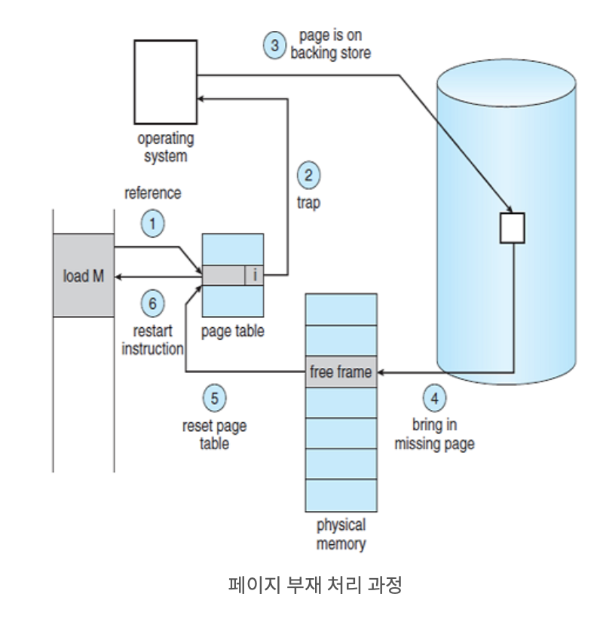 3
page is on
backing store
operating
system
2
trap
reference
1
load M
i
6
restart
instruction
page table
free frame
5
reset page
table
4
bring in
missing page
physical
memory
페이지 부재 처리 과정